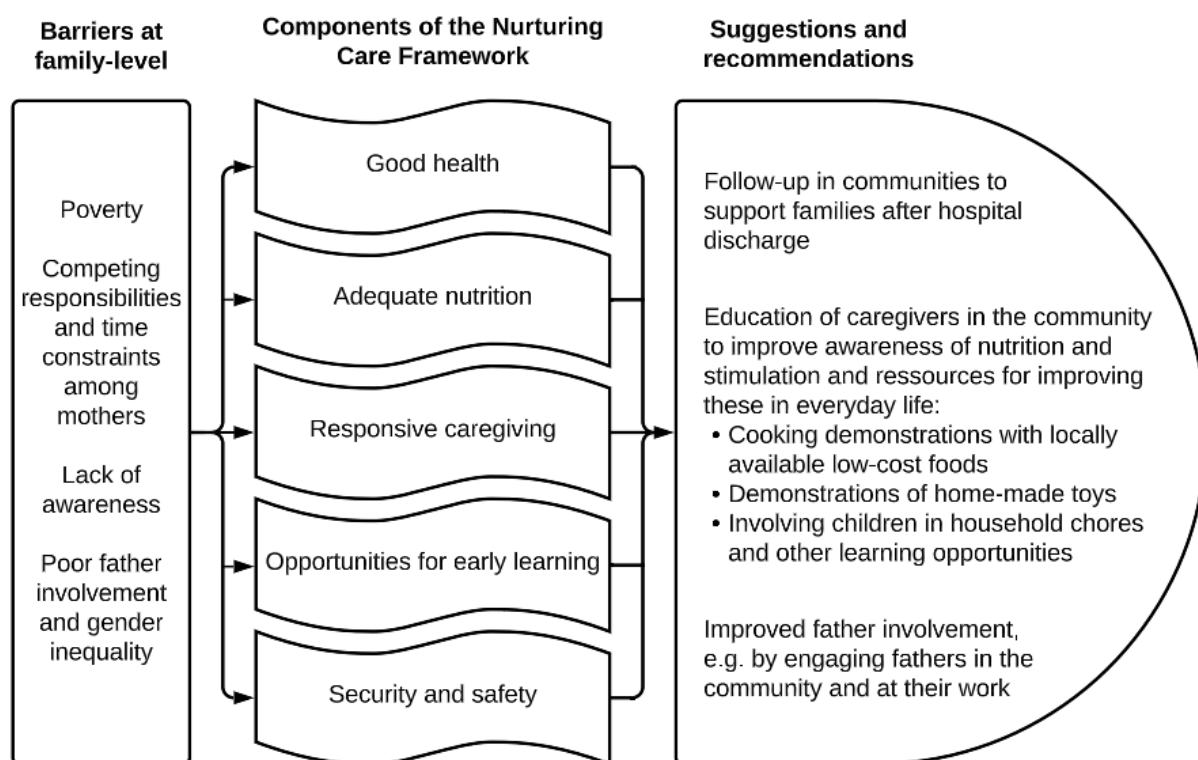 Barriers at
family-level
Poverty
Competing
responsibilities
and time
constraints
among
mothers
Lack of
awareness
Poor father
involvement
and gender
inequality
Components of the Nurturing
Care Framework
Good health
Adequate nutrition
Responsive caregiving
Opportunities for early learning
Security and safety
Suggestions and
recommendations
Follow-up in communities to
support families after hospital
discharge
Education of caregivers in the community
to improve awareness of nutrition and
stimulation and ressources for improving
these in everyday life:
• Cooking demonstrations with locally
available low-cost foods
• Demonstrations of home-made toys
• Involving children in household chores
and other learning opportunities
Improved father involvement,
e.g. by engaging fathers in the
community and at their work